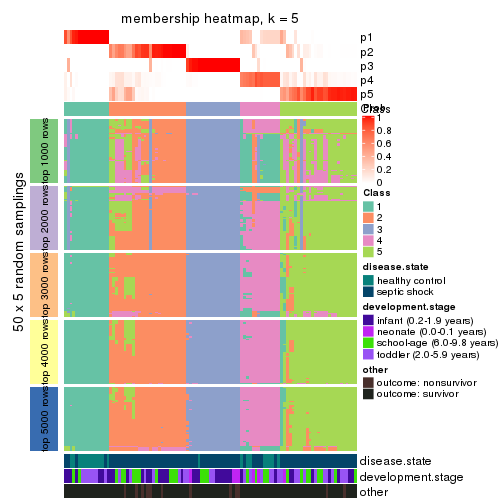 membership heatmap, k = 5
p1
p2
p3
p4
p5
Class
Prob
1
0.8
0.6
0.4
0.2
0
Class
1
2
3
4
5
disease.state
healthy control
septic shock
development.stage
infant (0.2-1.9 years)
neonate (0.0-0.1 years)
school-age (6.0-9.8 years)
toddler (2.0-5.9 years)
other
outcome: nonsurvivor
outcome: survivor
50 x 5 random samplings
top 1000 rows
top 2000 rows
top 3000 rows
top 4000 rows
top 5000 rows
disease.state
development.stage
other